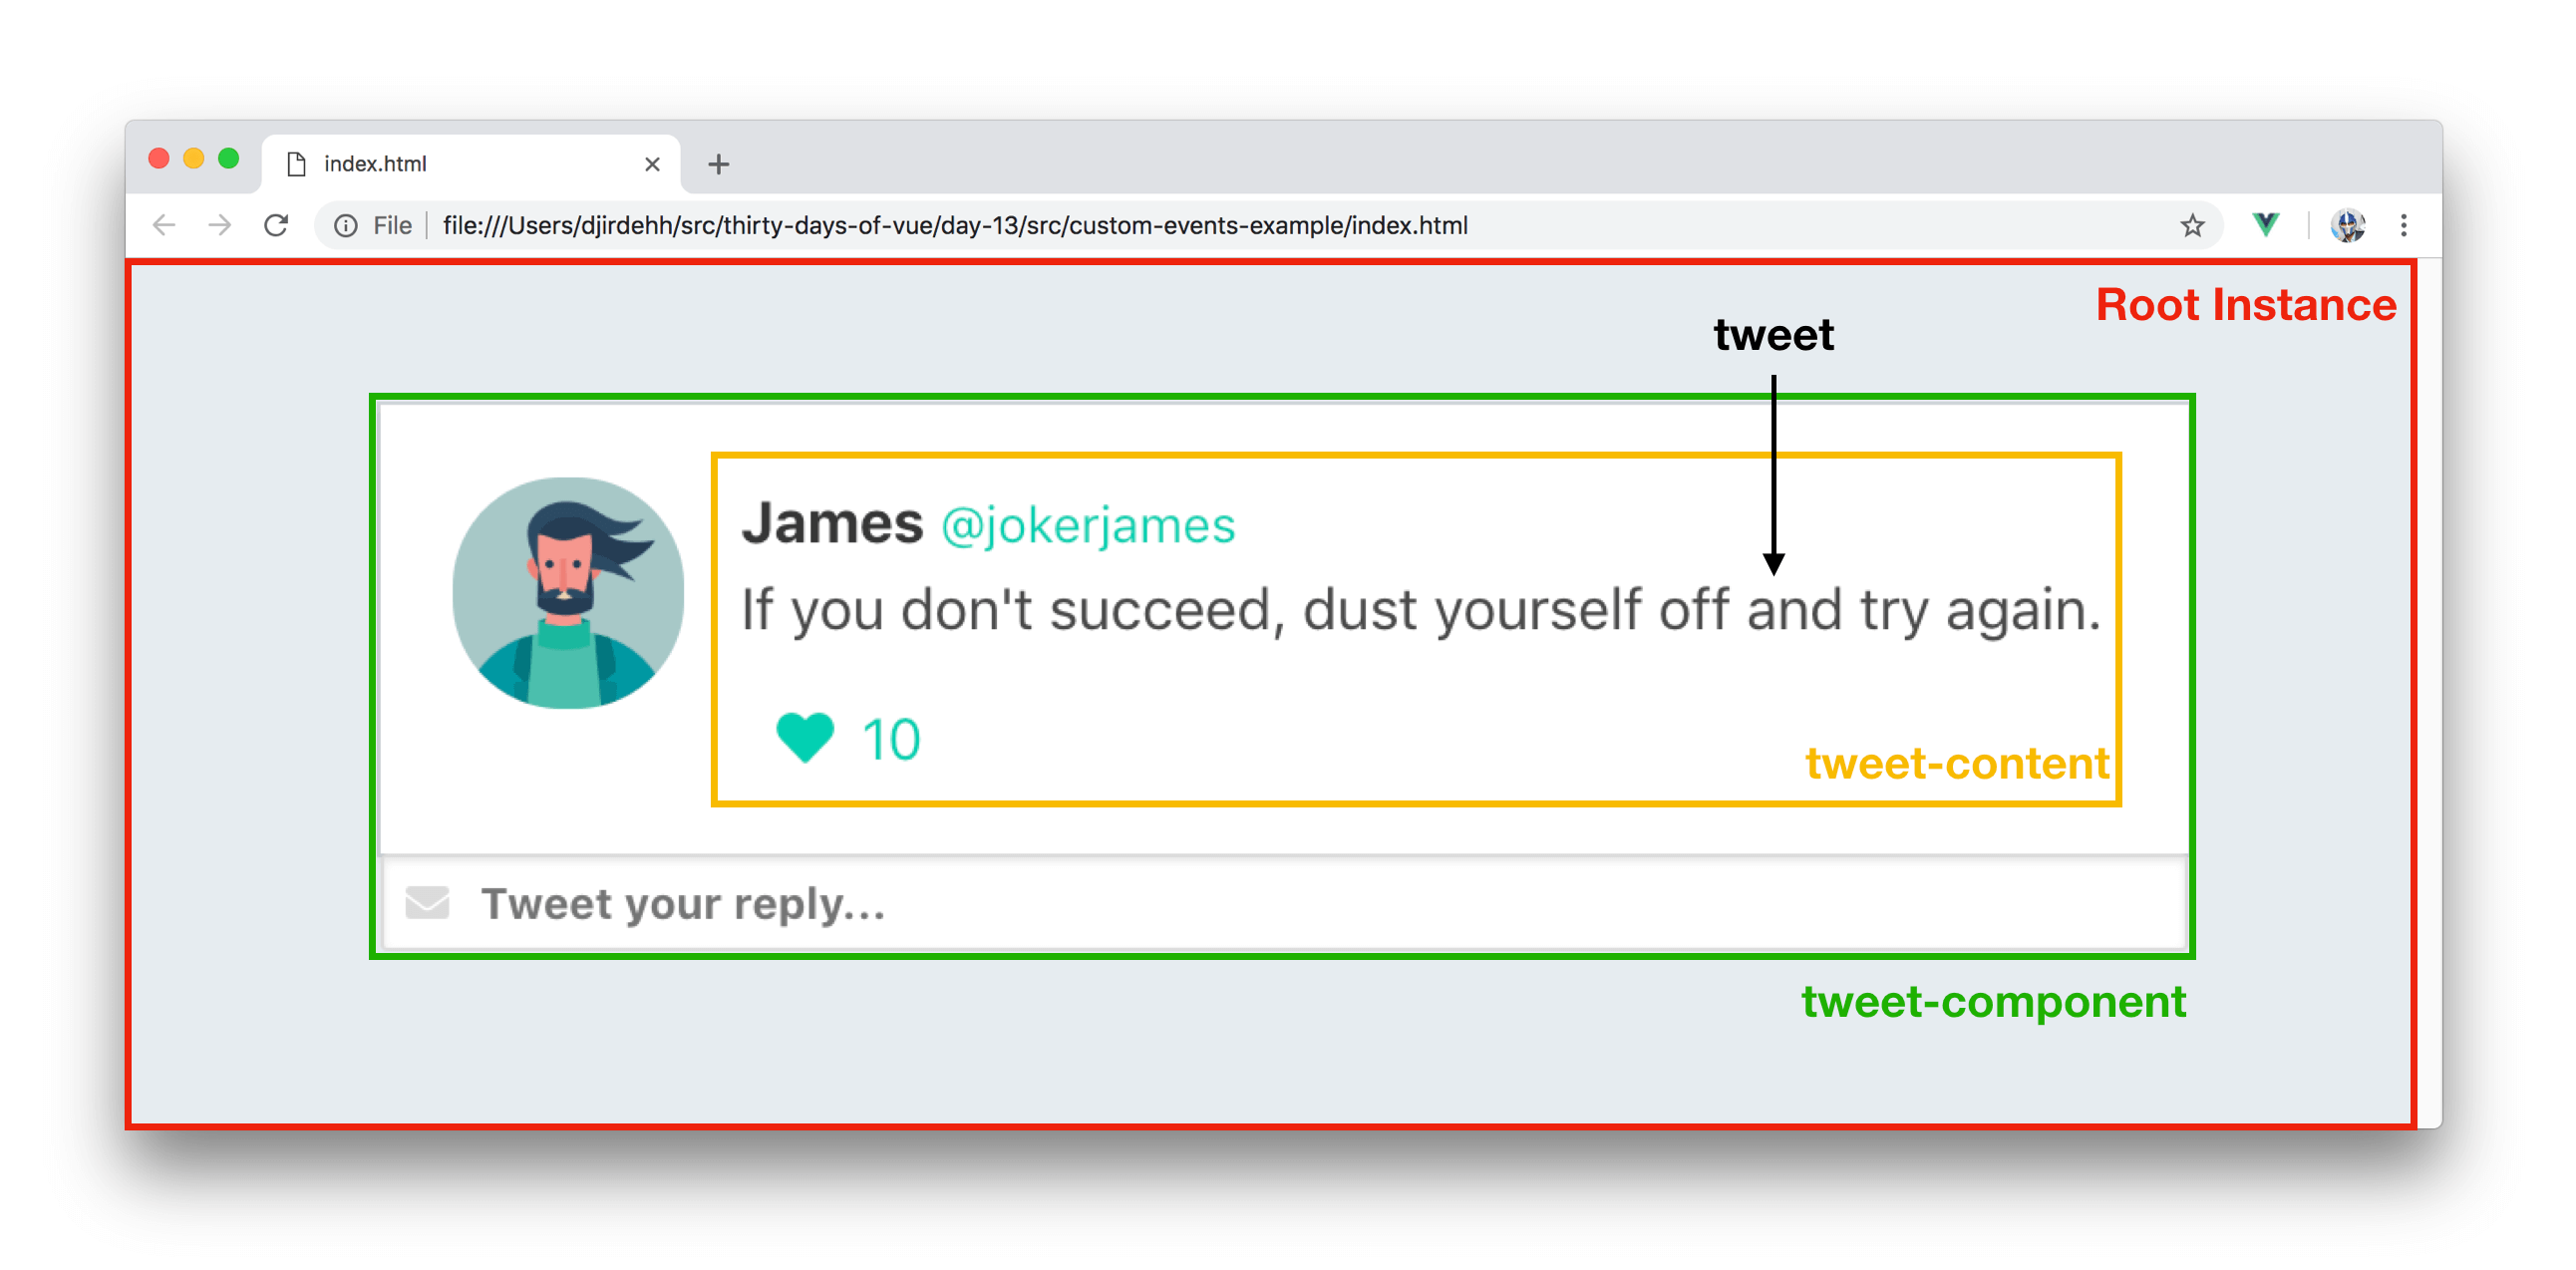 index.html
File file:///Users/djirdehh/src/thirty-days-of-vue/day-13/src/custom-events-example/index.html
Root Instance
tweet
James @jokerjames
If you don't succeed, dust yourself off and try again.
10
tweet-content
Tweet your reply...
tweet-component